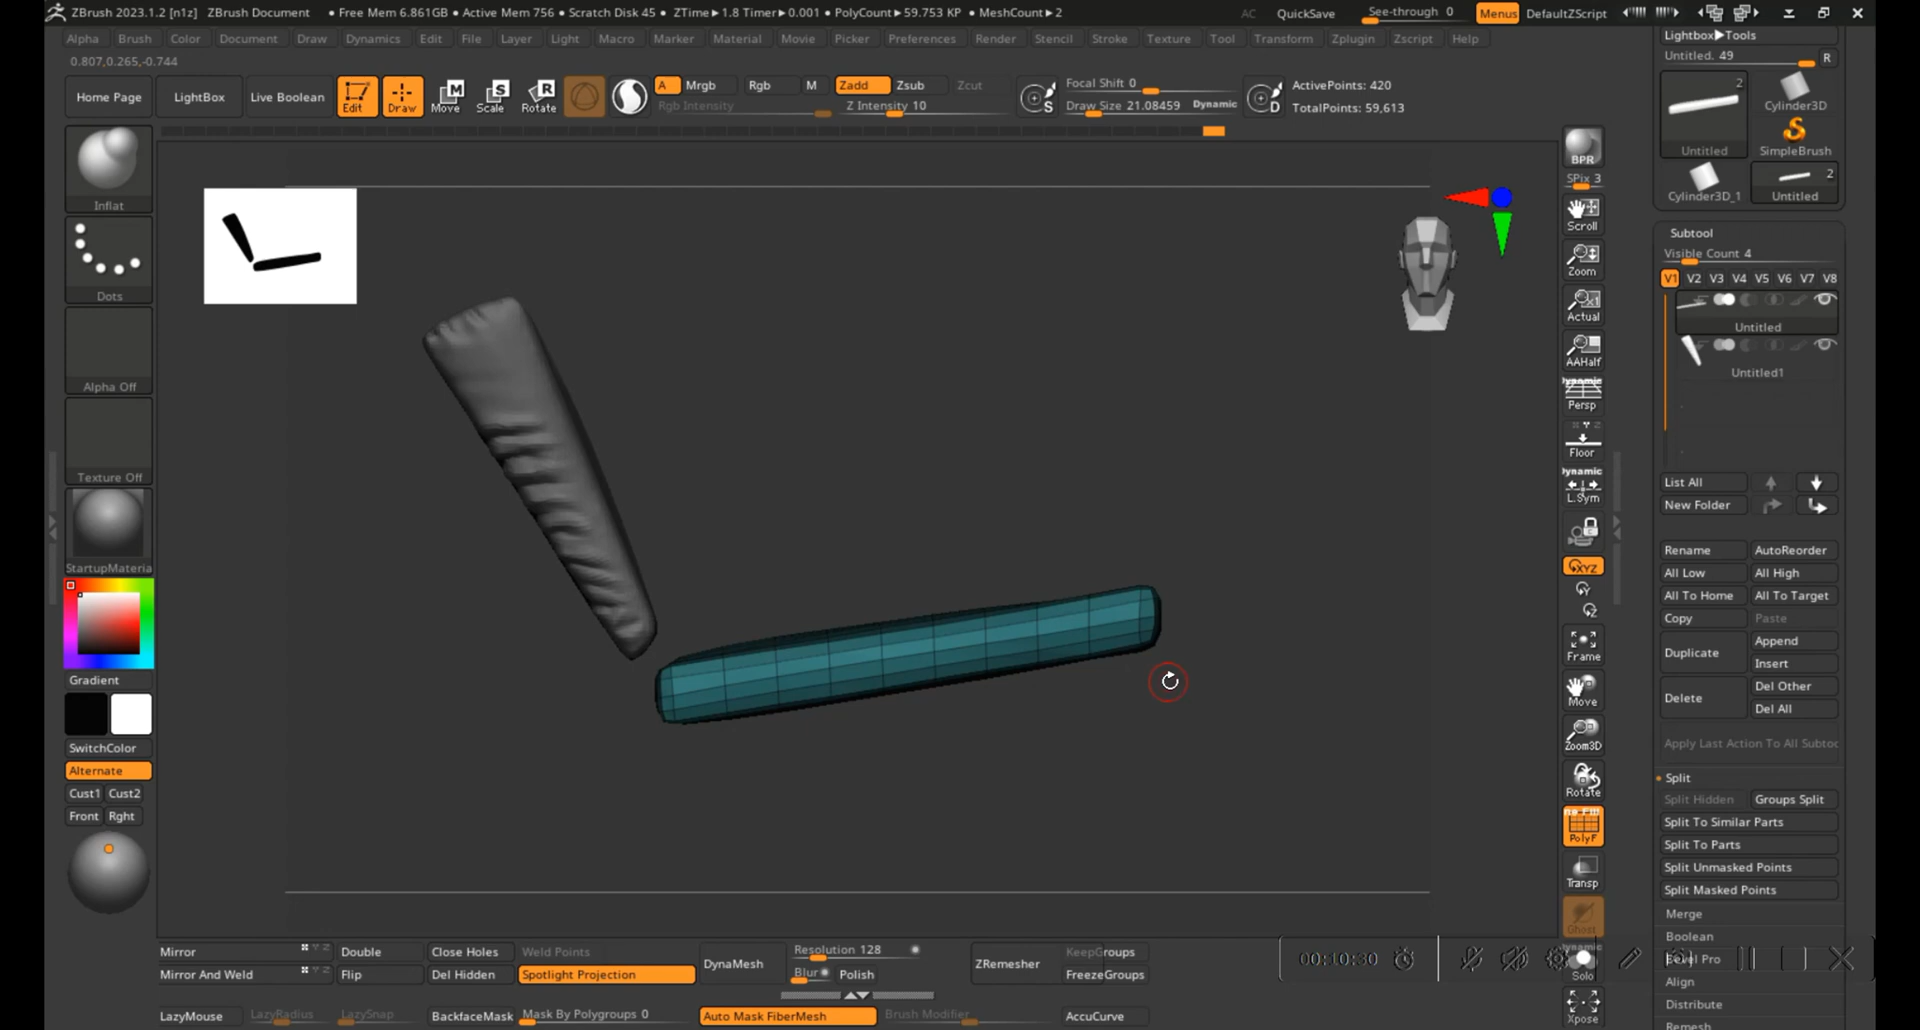 ZBrush 2023.1.2 [n1z] ZBrush Document • Free Mem 6.861GB • Active Mem 756 • Scratch Disk 45 • ZTime▶1.8 Timer▶0.001 • PolyCount▶59.753 KP • MeshCount▶2 AC QuickSave See-through 0 Menus DefaultZScript
Alpha Brush Color Document Draw Dynamics Edit File Layer Light Macro Marker Material Movie Picker Preferences Render Stencil Stroke Texture Tool Transform Zplugin Zscript Help
0.807,0.265,-0.744
Home Page LightBox Live Boolean Edit Draw Move Scale Rotate
A Mrgb Rgb M Zadd Zsub Zcut
Rgb Intensity Z Intensity 10
Focal Shift 0
Draw Size 21.08459 Dynamic
ActivePoints: 420
TotalPoints: 59,613
Inflat
Dots
Alpha Off
Texture Off
StartupMateria
Gradient
SwitchColor
Alternate
Cust1 Cust2
Front Rght
BPR
SPix 3
Scroll
Zoom
Actual
AAHalf
Dynamic
Persp
Floor
Dynamic
L.Sym
XYZ
Y
Z
Frame
Move
Zoom3D
Rotate
PolyF
Transp
Ghost
Dynamic
Solo
Xpose
Lightbox▶Tools
Untitled. 49 R
2
Untitled
Cylinder3D
SimpleBrush
Cylinder3D_1
2
Untitled
Subtool
Visible Count 4
V1 V2 V3 V4 V5 V6 V7 V8
Untitled
Untitled1
List All
New Folder
Rename AutoReorder
All Low All High
All To Home All To Target
Copy Paste
Duplicate Append
Insert
Delete Del Other
Del All
Apply Last Action To All Subtoc
Split
Split Hidden Groups Split
Split To Similar Parts
Split To Parts
Split Unmasked Points
Split Masked Points
Merge
Boolean
Bevel Pro
Align
Distribute
Remesh
Mirror Double Close Holes Weld Points
Mirror And Weld Flip Del Hidden Spotlight Projection
DynaMesh
Resolution 128
Blur Polish
ZRemesher
KeepGroups
FreezeGroups
00:10:30
LazyMouse LazyRadius LazySnap BackfaceMask Mask By Polygroups 0 Auto Mask FiberMesh Brush Modifier AccuCurve